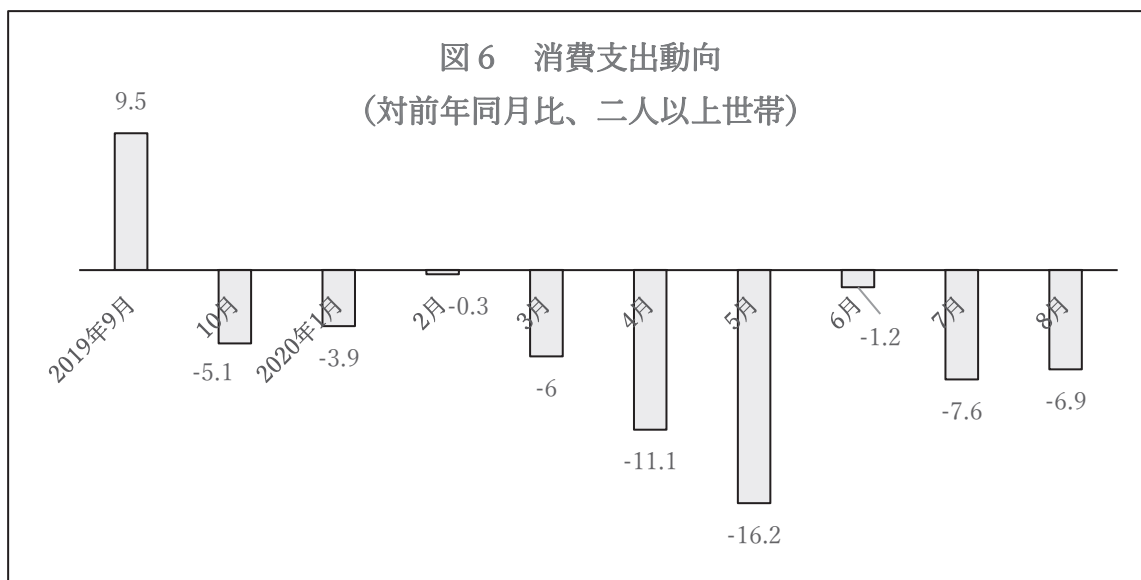 図6 消費支出動向
(対前年同月比、二人以上世帯)
9.5
2019年9月
10月
2020年1月
2月
3月
4月
5月
6月
7月
8月
-5.1
-3.9
-0.3
-6
-11.1
-16.2
-1.2
-7.6
-6.9